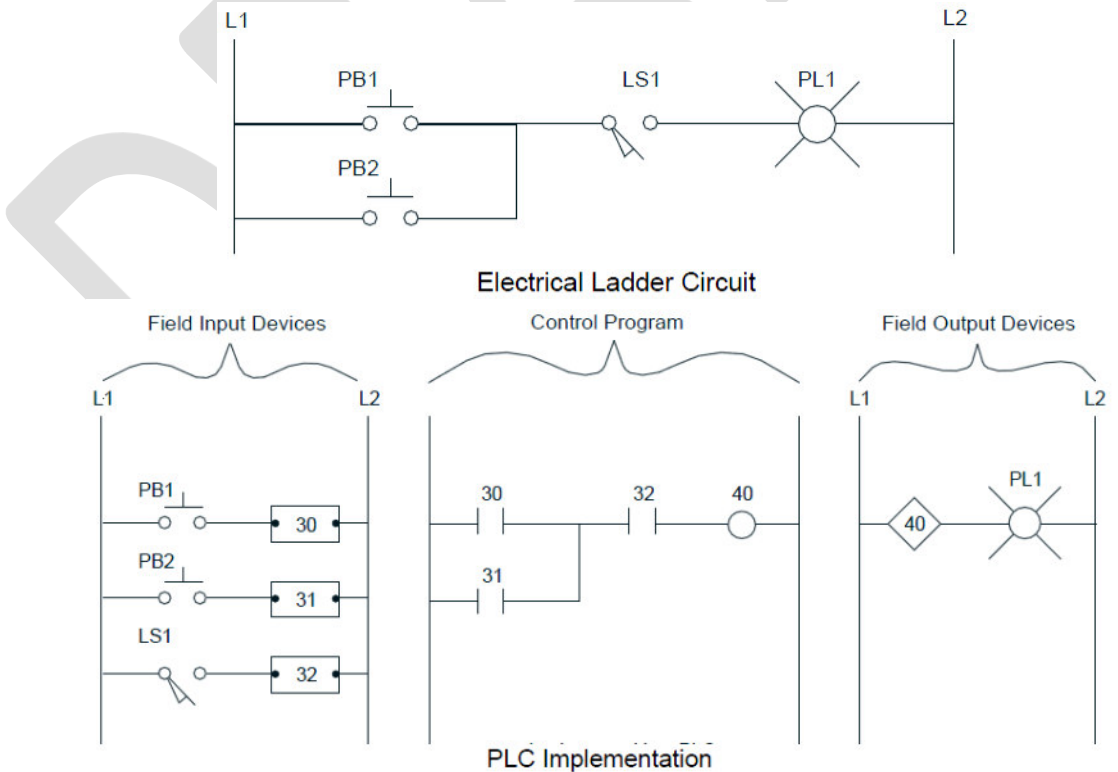 L1
L2
PB1
LS1
PL1
PB2
Electrical Ladder Circuit
Field Input Devices
Control Program
Field Output Devices
L1
L2
L1
L2
PB1
30
PB2
31
LS1
32
30
32
40
31
40
PL1
PLC Implementation